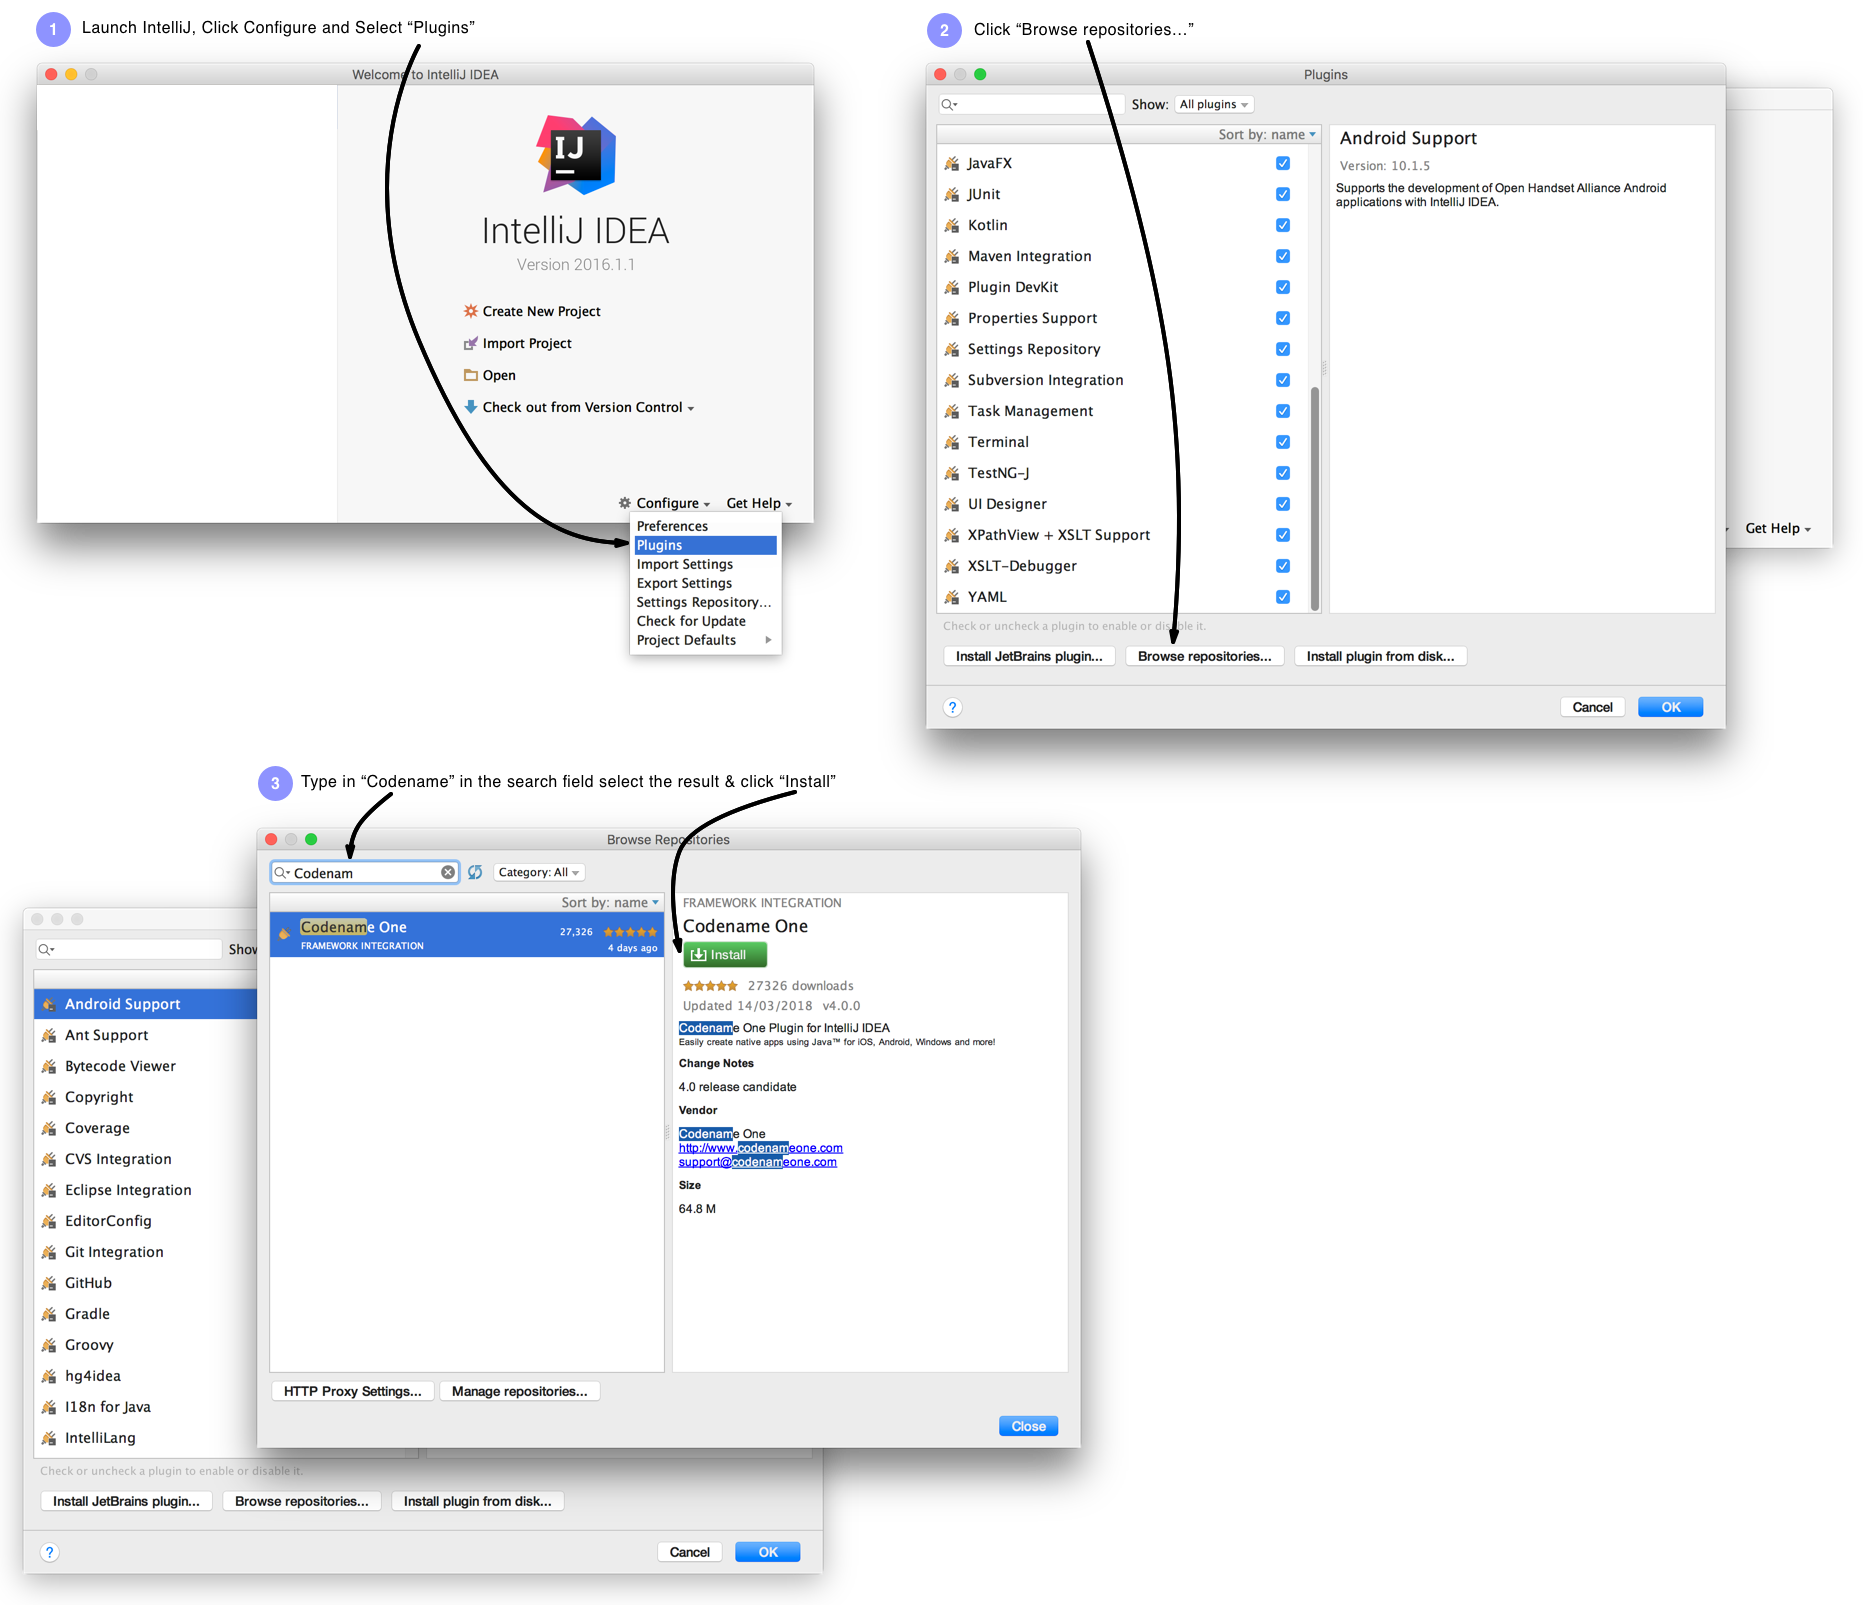 1 Launch IntelliJ, Click Configure and Select “Plugins”
Welcome to IntelliJ IDEA
IJ
IntelliJ IDEA
Version 2016.1.1
Create New Project
Import Project
Open
Check out from Version Control
Configure Get Help
Preferences
Plugins
Import Settings
Export Settings
Settings Repository...
Check for Update
Project Defaults
2 Click “Browse repositories...”
Plugins
Show: All plugins
Sort by: name
JavaFX
JUnit
Kotlin
Maven Integration
Plugin DevKit
Properties Support
Settings Repository
Subversion Integration
Task Management
Terminal
TestNG-J
UI Designer
XPathView + XSLT Support
XSLT-Debugger
YAML
Check or uncheck a plugin to enable or disable it.
Install JetBrains plugin... Browse repositories... Install plugin from disk...
? Cancel OK
Android Support
Version: 10.1.5
Supports the development of Open Handset Alliance Android
applications with IntelliJ IDEA.
Get Help
3 Type in “Codename” in the search field select the result & click “Install”
Browse Repositories
Codenam Category: All
Sort by: name
Codename One 27,326
FRAMEWORK INTEGRATION 4 days ago
FRAMEWORK INTEGRATION
Codename One
Install
27326 downloads
Updated 14/03/2018 v4.0.0
Codename One Plugin for IntelliJ IDEA
Easily create native apps using Java™ for iOS, Android, Windows and more!
Change Notes
4.0 release candidate
Vendor
Codename One
http://www.codenameone.com
support@codenameone.com
Size
64.8 M
HTTP Proxy Settings... Manage repositories...
Close
Show
Android Support
Ant Support
Bytecode Viewer
Copyright
Coverage
CVS Integration
Eclipse Integration
EditorConfig
Git Integration
GitHub
Gradle
Groovy
hg4idea
I18n for Java
IntelliLang
Check or uncheck a plugin to enable or disable it.
Install JetBrains plugin... Browse repositories... Install plugin from disk...
? Cancel OK